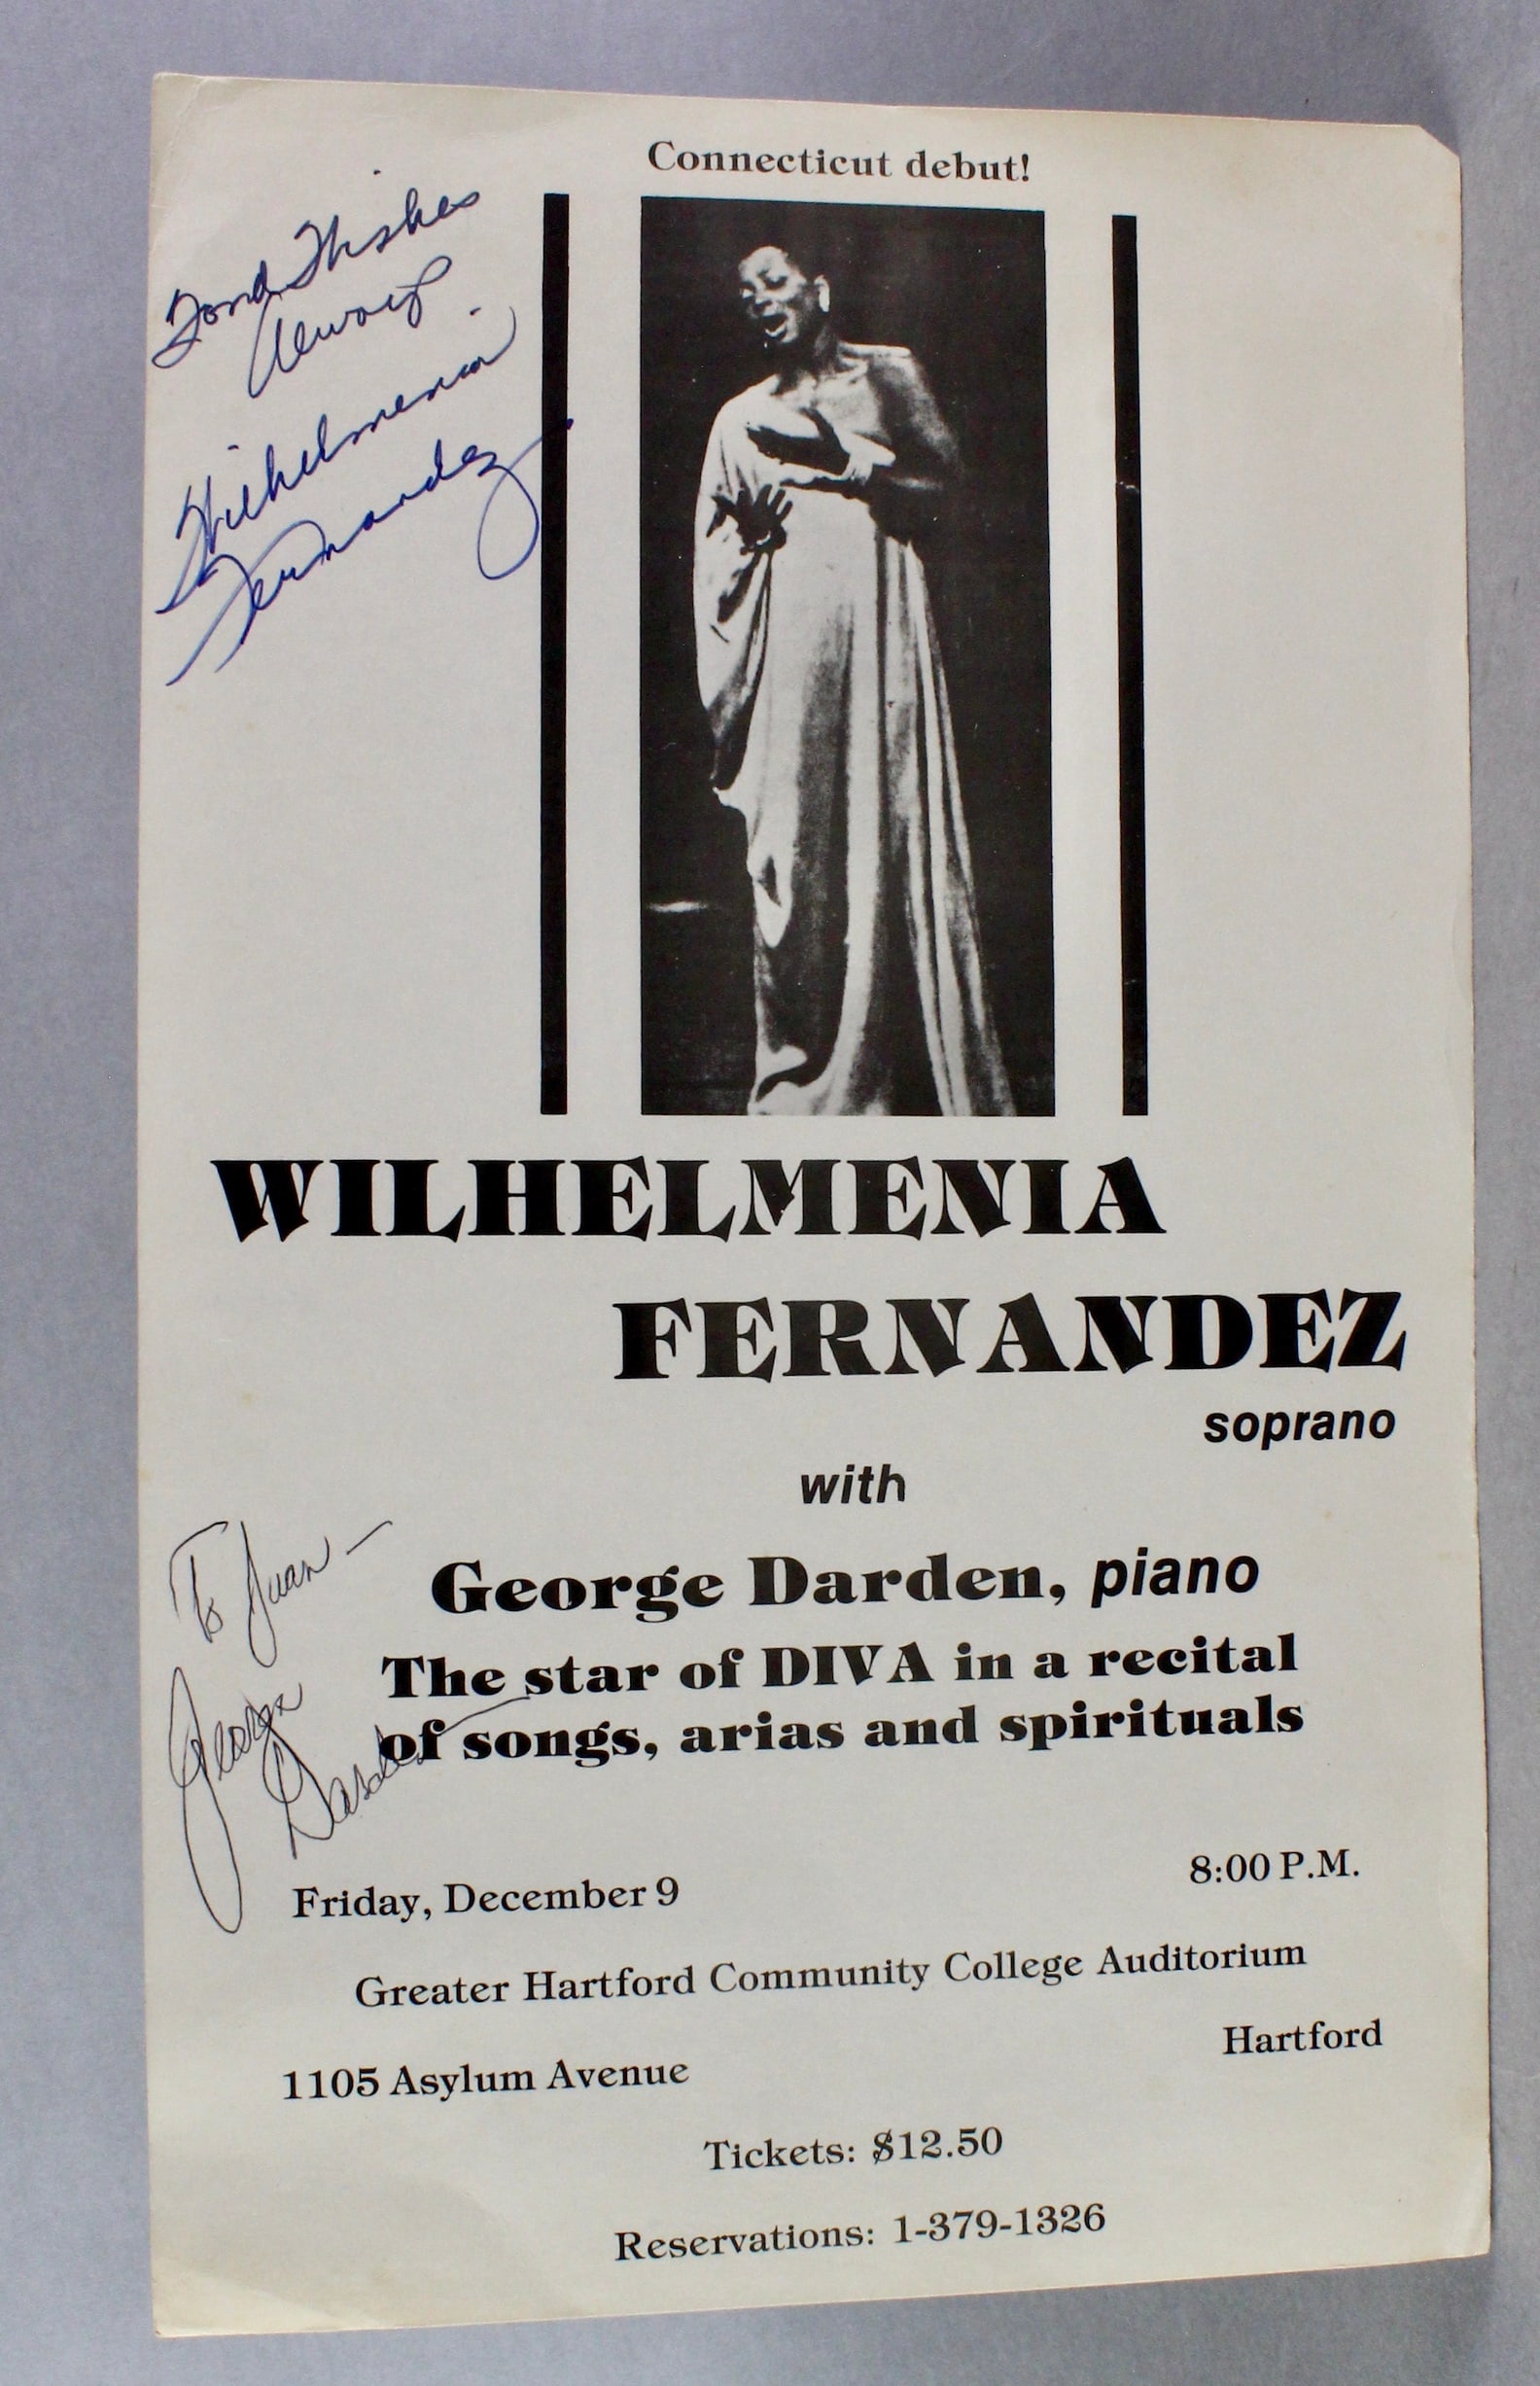 Connecticut debut!
Fond Wishes
Always
Wilhelmenia
Fernandez
WILHELMENIA
FERNANDEZ
soprano
with
To Juan —
George Darden, piano
The star of DIVA in a recital
of songs, arias and spirituals
George
Darden
Friday, December 9
8:00 P.M.
Greater Hartford Community College Auditorium
Hartford
1105 Asylum Avenue
Tickets: $12.50
Reservations: 1-379-1326